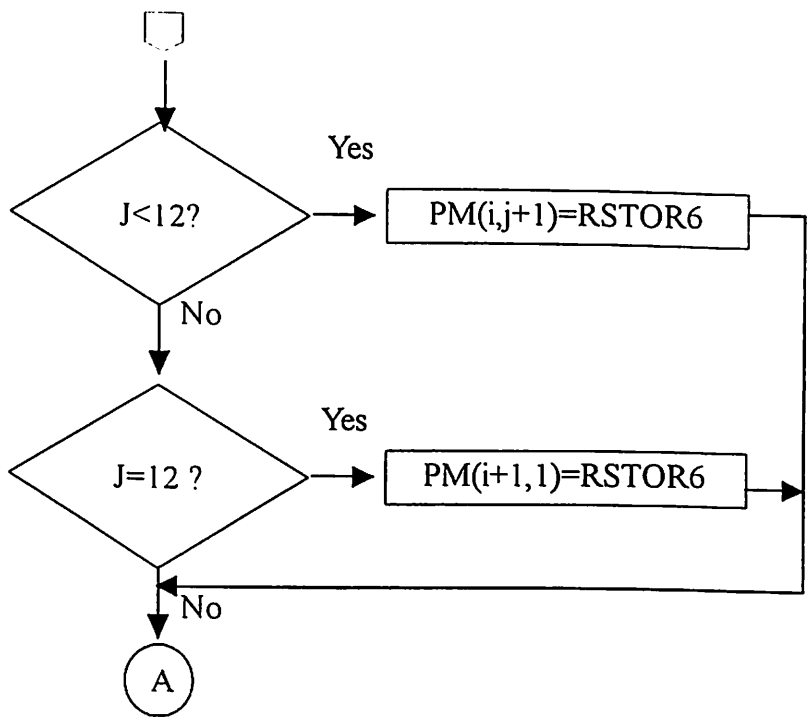 Yes
J<12?
PM(i,j+1)=RSTOR6
No
Yes
J=12 ?
PM(i+1,1)=RSTOR6
No
A